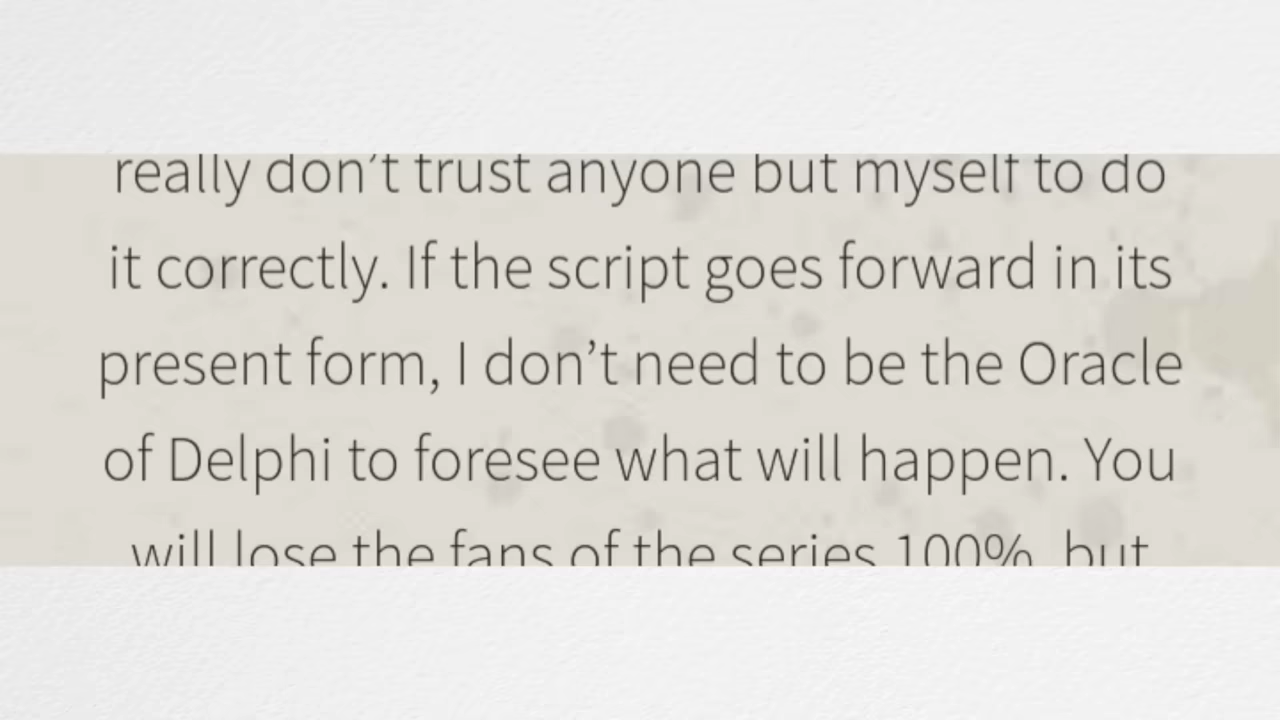 really don't trust anyone but myself to do
it correctly. If the script goes forward in its
present form, I don't need to be the Oracle
of Delphi to foresee what will happen. You
will lose the fans of the series 100%, but